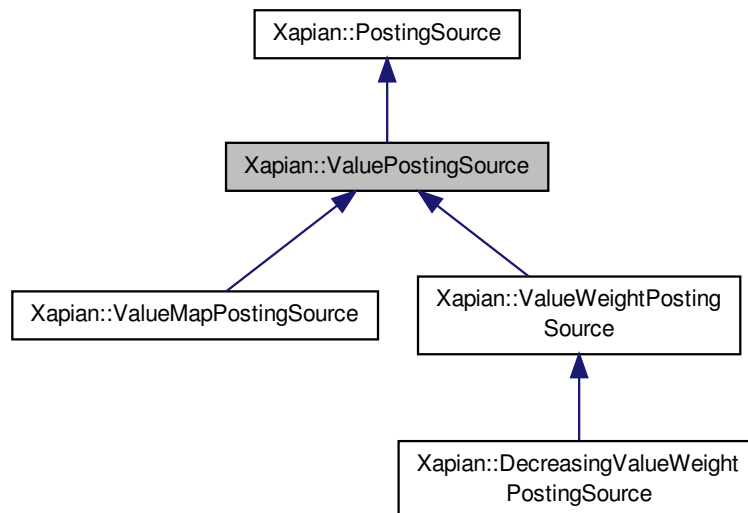 Xapian::PostingSource
Xapian::ValuePostingSource
Xapian::ValueMapPostingSource
Xapian::ValueWeightPosting
Source
Xapian::DecreasingValueWeight
PostingSource